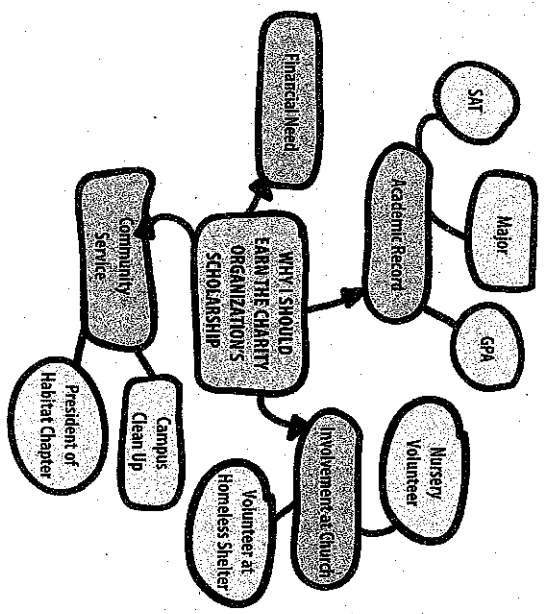 SAT
Major
GPA
Academic Record
Nursery
Volunteer
Financial Need
WHY I SHOULD
EARN THE CHARITY
ORGANIZATION'S
SCHOLARSHIP
Involvement at Church
Community
Service
Volunteer at
Homeless Shelter
Campus
Clean Up
President of
Habitat Chapter